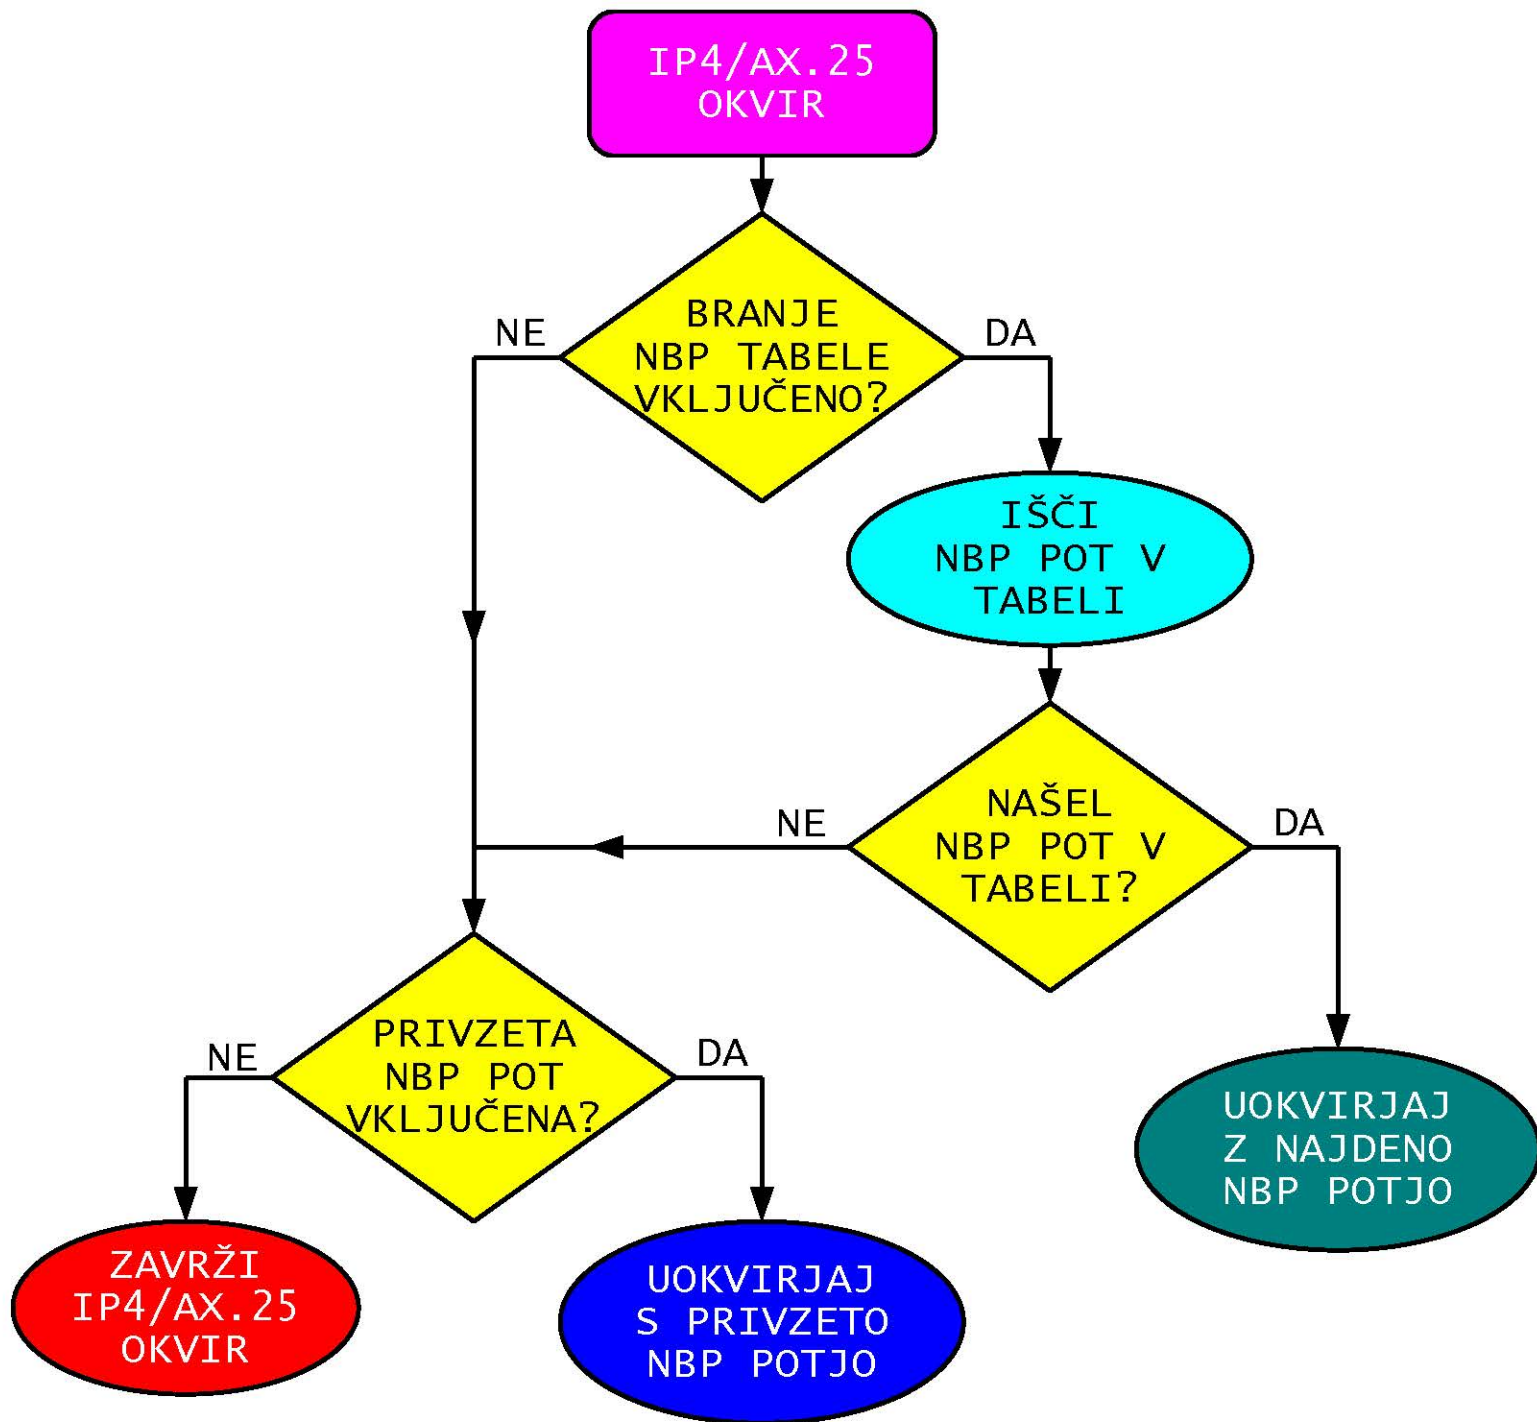 IP4/AX.25
OKVIR
BRANJE
NBP TABELE
VKLJUČENO?
NE
DA
IŠČI
NBP POT V
TABELI
NAŠEL
NBP POT V
TABELI?
NE
DA
PRIVZETA
NBP POT
VKLJUČENA?
NE
DA
UOKVIRJAJ
Z NAJDENO
NBP POTJO
ZAVRŽI
IP4/AX.25
OKVIR
UOKVIRJAJ
S PRIVZETO
NBP POTJO